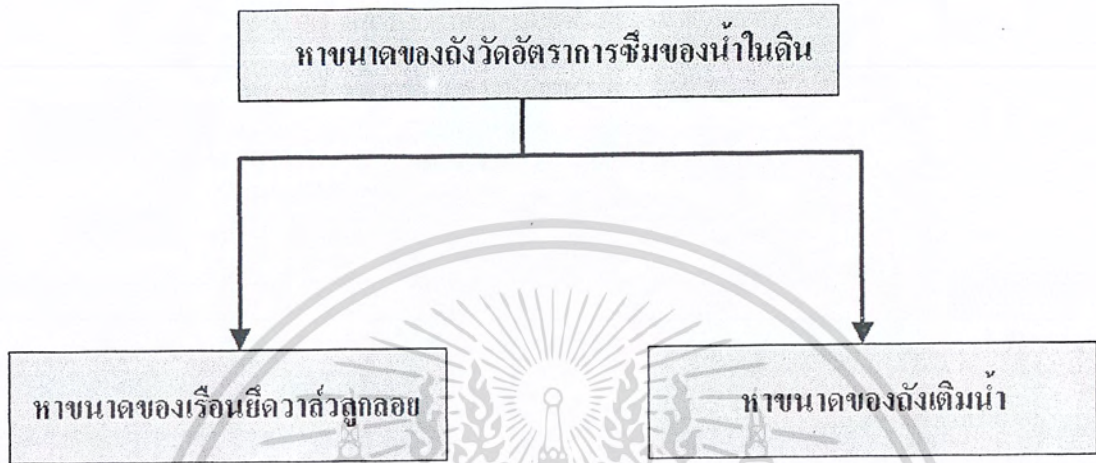 หาขนาดของถังวัดอัตราการซึมของน้ำในดิน
หาขนาดของเรือนยึดวาล์วลูกลอย
หาขนาดของถังเติมน้ำ